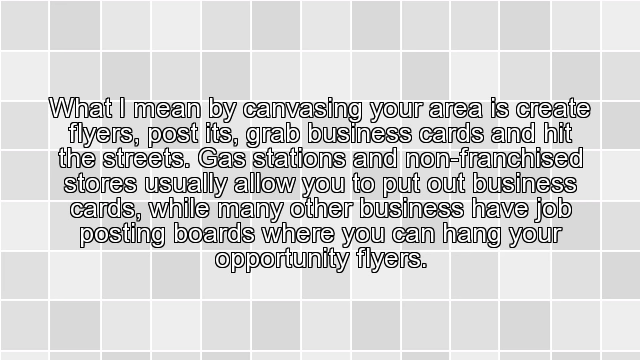 What I mean by canvasing your area is create
flyers, post its, grab business cards and hit
the streets. Gas stations and non-franchised
stores usually allow you to put out business
cards, while many other business have job
posting boards where you can hang your
opportunity flyers.